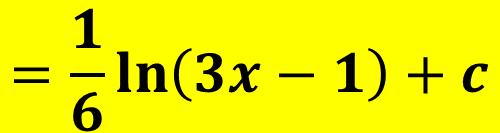 = 1/6 ln(3x − 1) + c